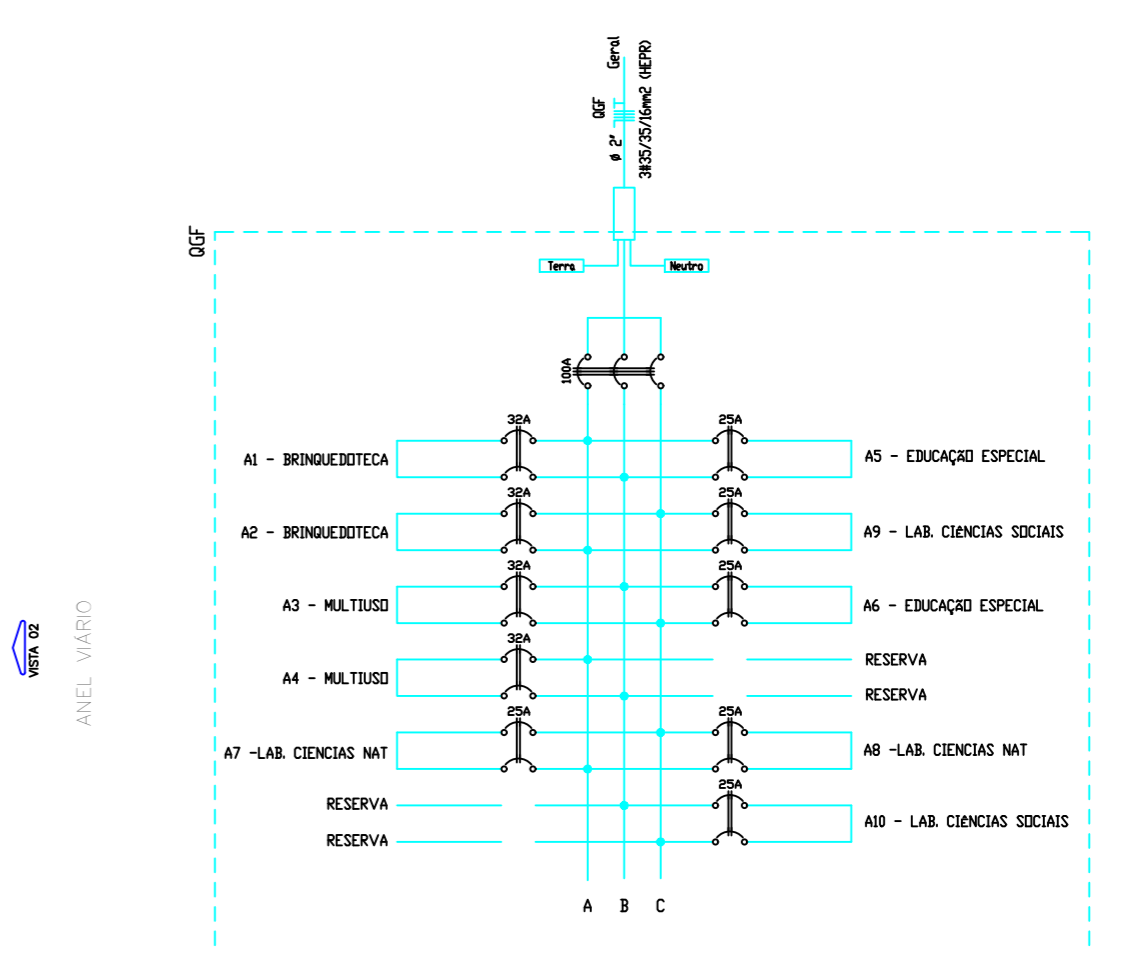 Geral
QGF
ø 2"
3#35/35/16mm2 (HEPR)
QGF
Terra
Neutro
100A
32A
25A
A1 - BRINQUEDOTECA
A5 - EDUCAÇÃO ESPECIAL
32A
25A
A2 - BRINQUEDOTECA
A9 - LAB. CIÊNCIAS SOCIAIS
32A
25A
A3 - MULTIUSO
A6 - EDUCAÇÃO ESPECIAL
32A
A4 - MULTIUSO
RESERVA
RESERVA
25A
25A
A7 -LAB. CIENCIAS NAT
A8 -LAB. CIENCIAS NAT
25A
RESERVA
RESERVA
A10 - LAB. CIÊNCIAS SOCIAIS
A B C
VISTA 02
ANEL VIÁRIO